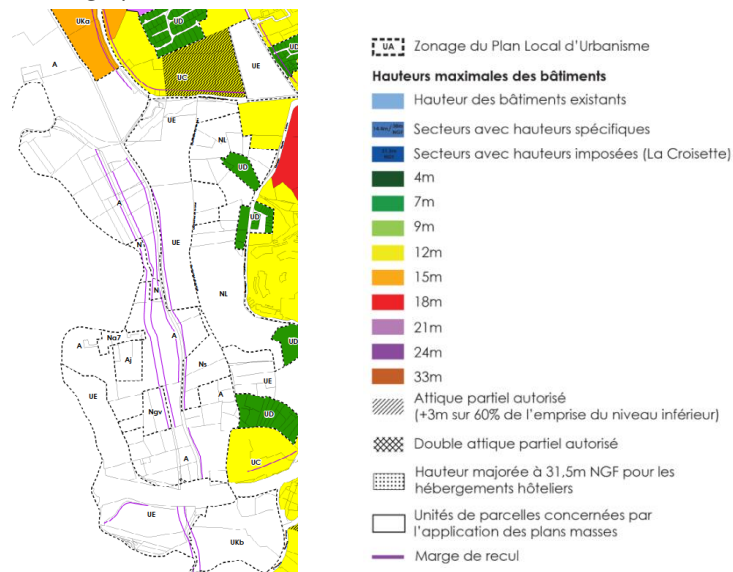 UKa
A
UD
UD
UE
UC
UE
NL
UD
A
UD
N
UE
N
NL
A
Na7
A
Aj
UD
Ns
UE
UE
A
Ngv
UD
A
UC
UE
UKb
UA Zonage du Plan Local d'Urbanisme
Hauteurs maximales des bâtiments
Hauteur des bâtiments existants
Secteurs avec hauteurs spécifiques
Secteurs avec hauteurs imposées (La Croisette)
4m
7m
9m
12m
15m
18m
21m
24m
33m
Attique partiel autorisé
(+3m sur 60% de l'emprise du niveau inférieur)
Double attique partiel autorisé
Hauteur majorée à 31,5m NGF pour les
hébergements hôteliers
Unités de parcelles concernées par
l'application des plans masses
Marge de recul